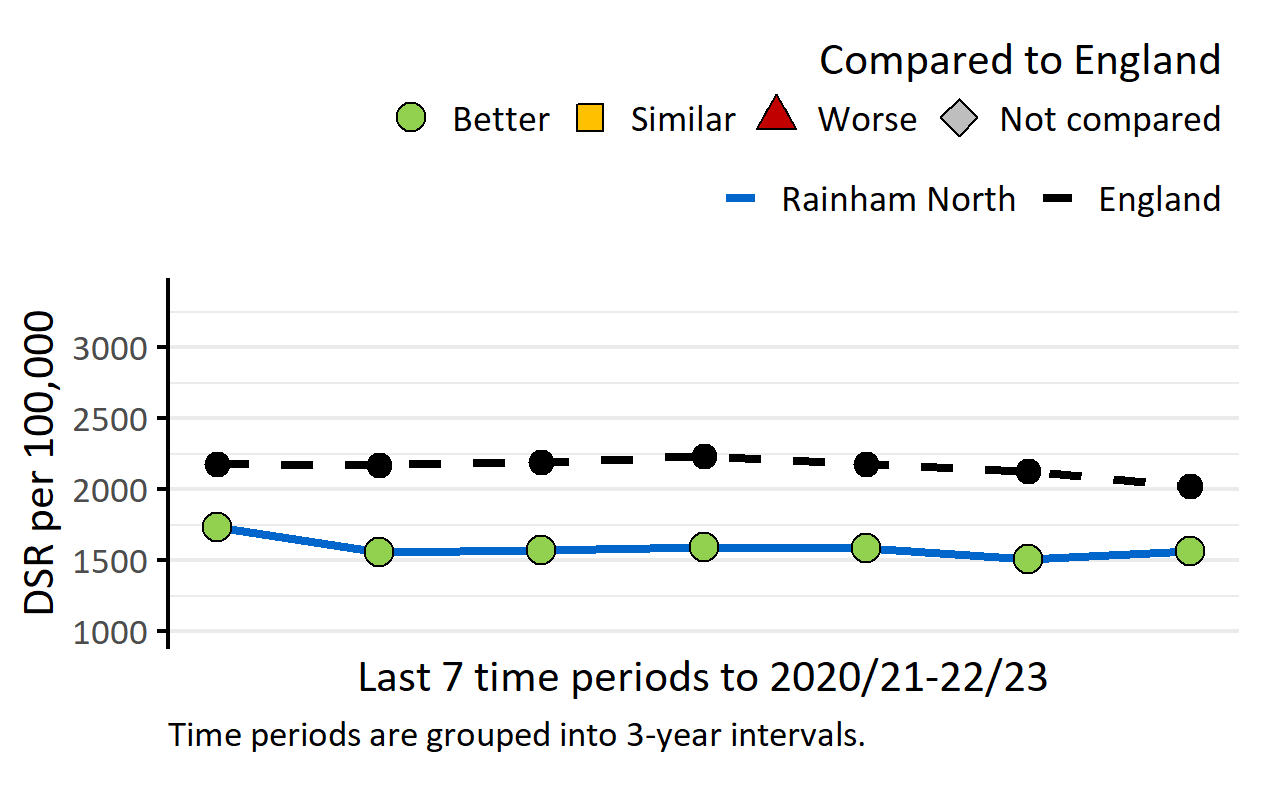 Compared to England
Better Similar Worse Not compared
Rainham North England
DSR per 100,000
3000
2500
2000
1500
1000
Last 7 time periods to 2020/21-22/23
Time periods are grouped into 3-year intervals.